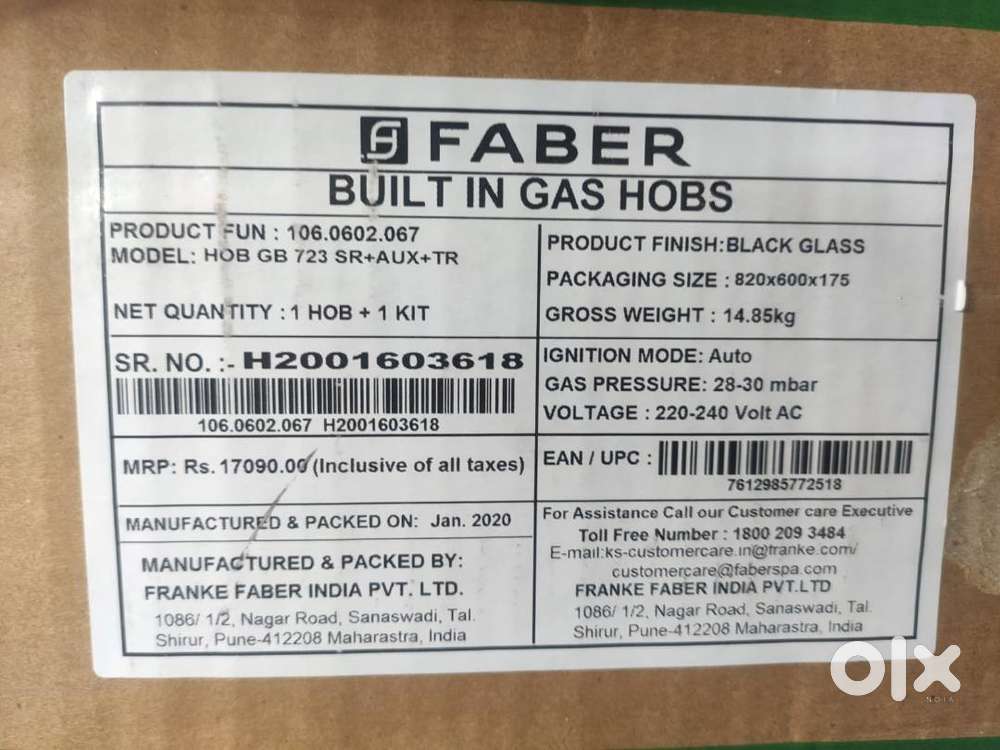 FABER
BUILT IN GAS HOBS
PRODUCT FUN : 106.0602.067
MODEL: HOB GB 723 SR+AUX+TR
NET QUANTITY : 1 HOB + 1 KIT
SR. NO. :- H2001603618
106.0602.067 H2001603618
MRP: Rs. 17090.00 (Inclusive of all taxes)
MANUFACTURED & PACKED ON: Jan. 2020
MANUFACTURED & PACKED BY:
FRANKE FABER INDIA PVT. LTD.
1086/ 1/2, Nagar Road, Sanaswadi, Tal.
Shirur, Pune-412208 Maharastra, India
PRODUCT FINISH:BLACK GLASS
PACKAGING SIZE : 820x600x175
GROSS WEIGHT : 14.85kg
IGNITION MODE: Auto
GAS PRESSURE: 28-30 mbar
VOLTAGE : 220-240 Volt AC
EAN / UPC :
7612985772518
For Assistance Call our Customer care Executive
Toll Free Number : 1800 209 3484
E-mail:ks-customercare.in@franke.com/
customercare@faberspa.com
FRANKE FABER INDIA PVT.LTD
1086/ 1/2, Nagar Road, Sanaswadi, Tal.
Shirur, Pune-412208 Maharastra, India
olx
NOIA